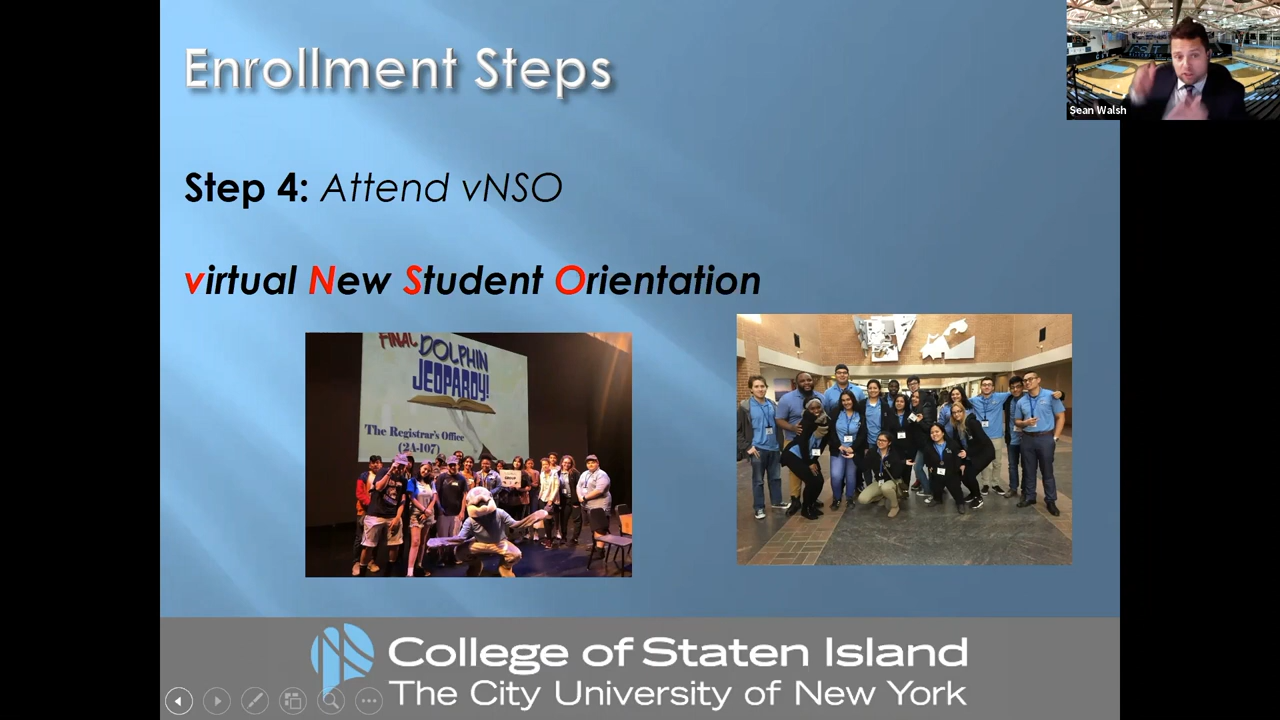 Enrollment Steps
Sean Walsh
Step 4: Attend vNSO
virtual New Student Orientation
FINAL DOLPHIN
JEOPARDY!
The Registrar's Office
(2A-107)
College of Staten Island
The City University of New York